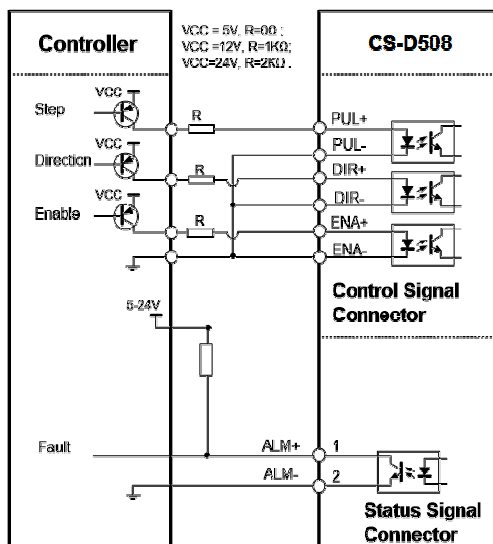 Controller
VCC = 5V, R=0Ω ;
VCC =12V, R=1KΩ ;
VCC=24V, R=2KΩ ;
CS-D508
VCC
Step
R
PUL+
VCC
PUL-
Direction
R
DIR+
VCC
DIR-
Enable
R
ENA+
ENA-
Control Signal
Connector
5-24V
Fault
ALM+
1
ALM-
2
Status Signal
Connector